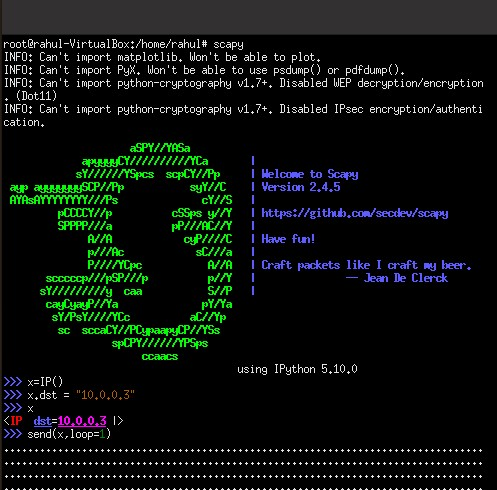 root@rahul-VirtualBox:/home/rahul# scapy
INFO: Can't import matplotlib. Won't be able to plot.
INFO: Can't import PyX. Won't be able to use psdump() or pdfdump().
INFO: Can't import python-cryptography v1.7+. Disabled WEP decryption/encryption
. (Dot11)
INFO: Can't import python-cryptography v1.7+. Disabled IPsec encryption/authenti
cation.
aSPY//YASa
apyyyyCY//////////YCa |
sY//////YSpcs scpCY//Pp | Welcome to Scapy
ayp ayyyyyyySCP//Pp syY//C | Version 2.4.5
AYAsAYYYYYYYY///Ps cY//S |
pCCCCY//p cSSps y//Y | https://github.com/secdev/scapy
SPPPP///a pP///AC//Y |
A//A cyP////C | Have fun!
p///Ac sC///a |
P////YCpc A//A | Craft packets like I craft my beer.
scccccp///pSP///p p//Y | -- Jean De Clerck
sY/////////y caa S//P |
cayCyayP//Ya pY/Ya
sY/PsY////YCc aC//Yp
sc sccaCY//PCypaapyCP//YSs
spCPY//////YPSps
ccaacs
using IPython 5.10.0
>>> x=IP()
>>> x.dst = "10.0.0.3"
>>> x
<IP dst=10.0.0.3 |>
>>> send(x,loop=1)
................................................................................
................................................................................
................................................................................
................................................................................